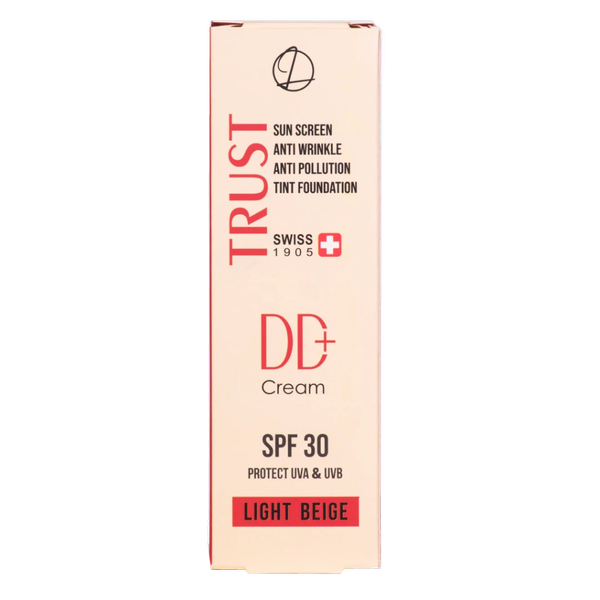 TRUST
SUN SCREEN
ANTI WRINKLE
ANTI POLLUTION
TINT FOUNDATION
SWISS
1905
DD+
Cream
SPF 30
PROTECT UVA & UVB
LIGHT BEIGE